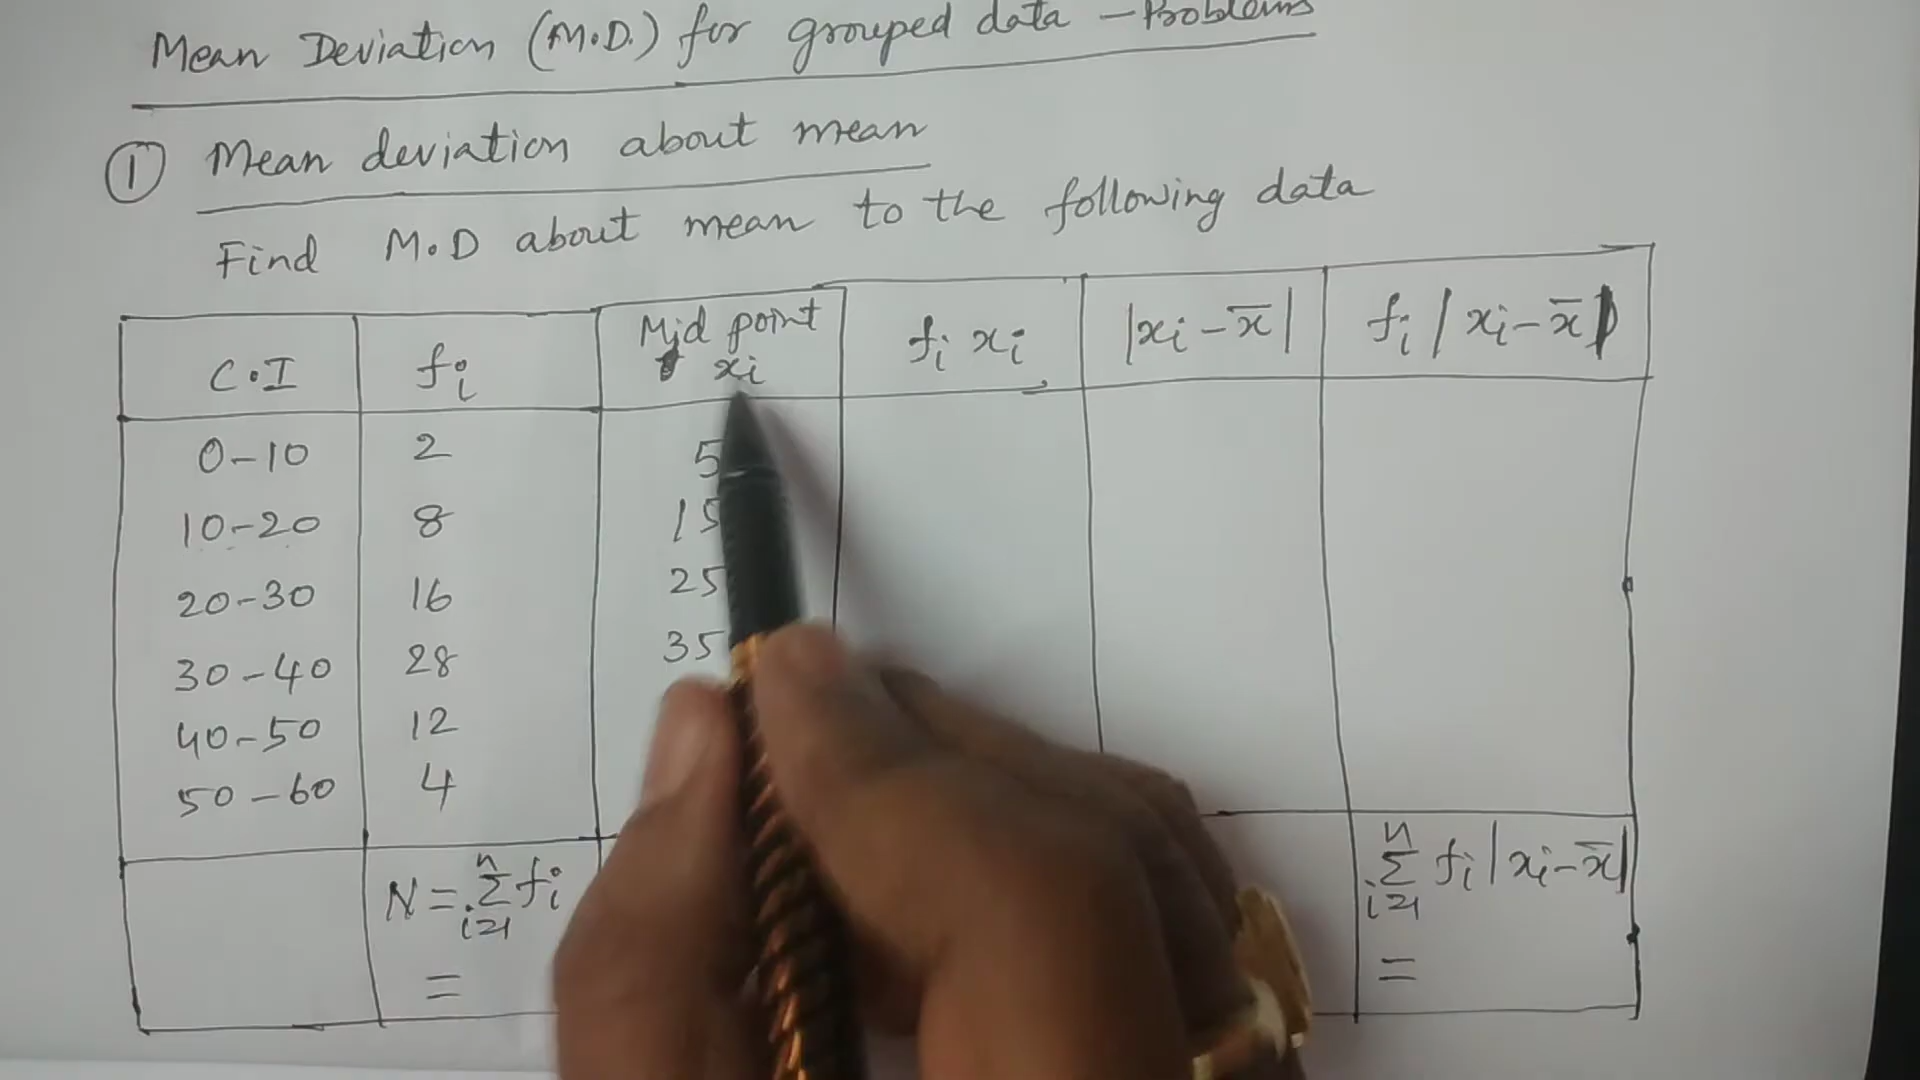 Mean Deviation (M.D.) for grouped data - Problems
① Mean deviation about mean
Find M.D about mean to the following data
C.I fi Mid point xi fi xi |xi - x̄| fi |xi - x̄|
0-10 2 5
10-20 8 15
20-30 16 25
30-40 28 35
40-50 12
50-60 4
N = n Σ i=1 fi n Σ i=1 fi |xi - x̄|
= =